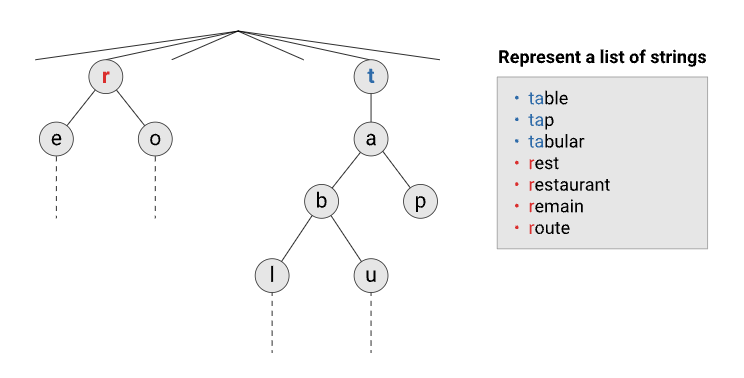 Represent a list of strings
r
t
• table
e
o
a
• tap
• tabular
• rest
b
p
• restaurant
• remain
• route
l
u